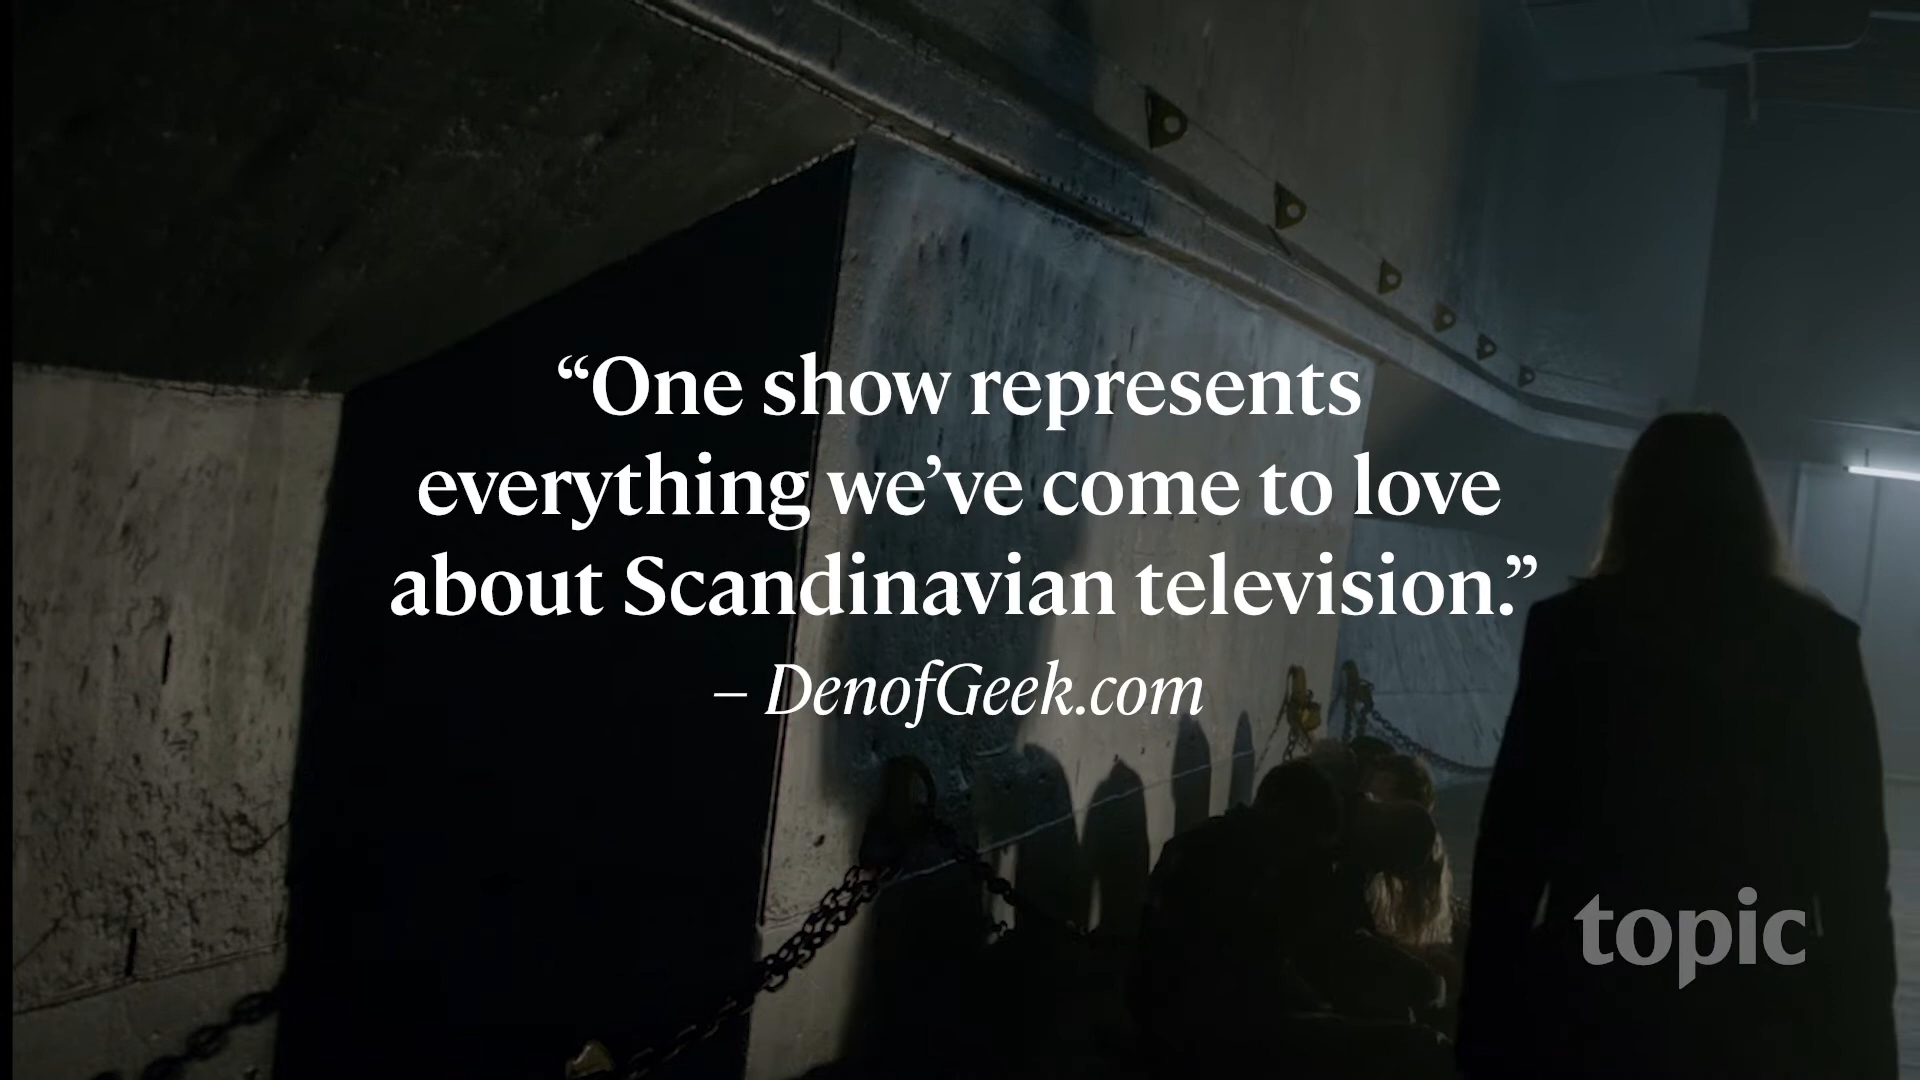 “One show represents
everything we’ve come to love
about Scandinavian television.”
– DenofGeek.com
topic